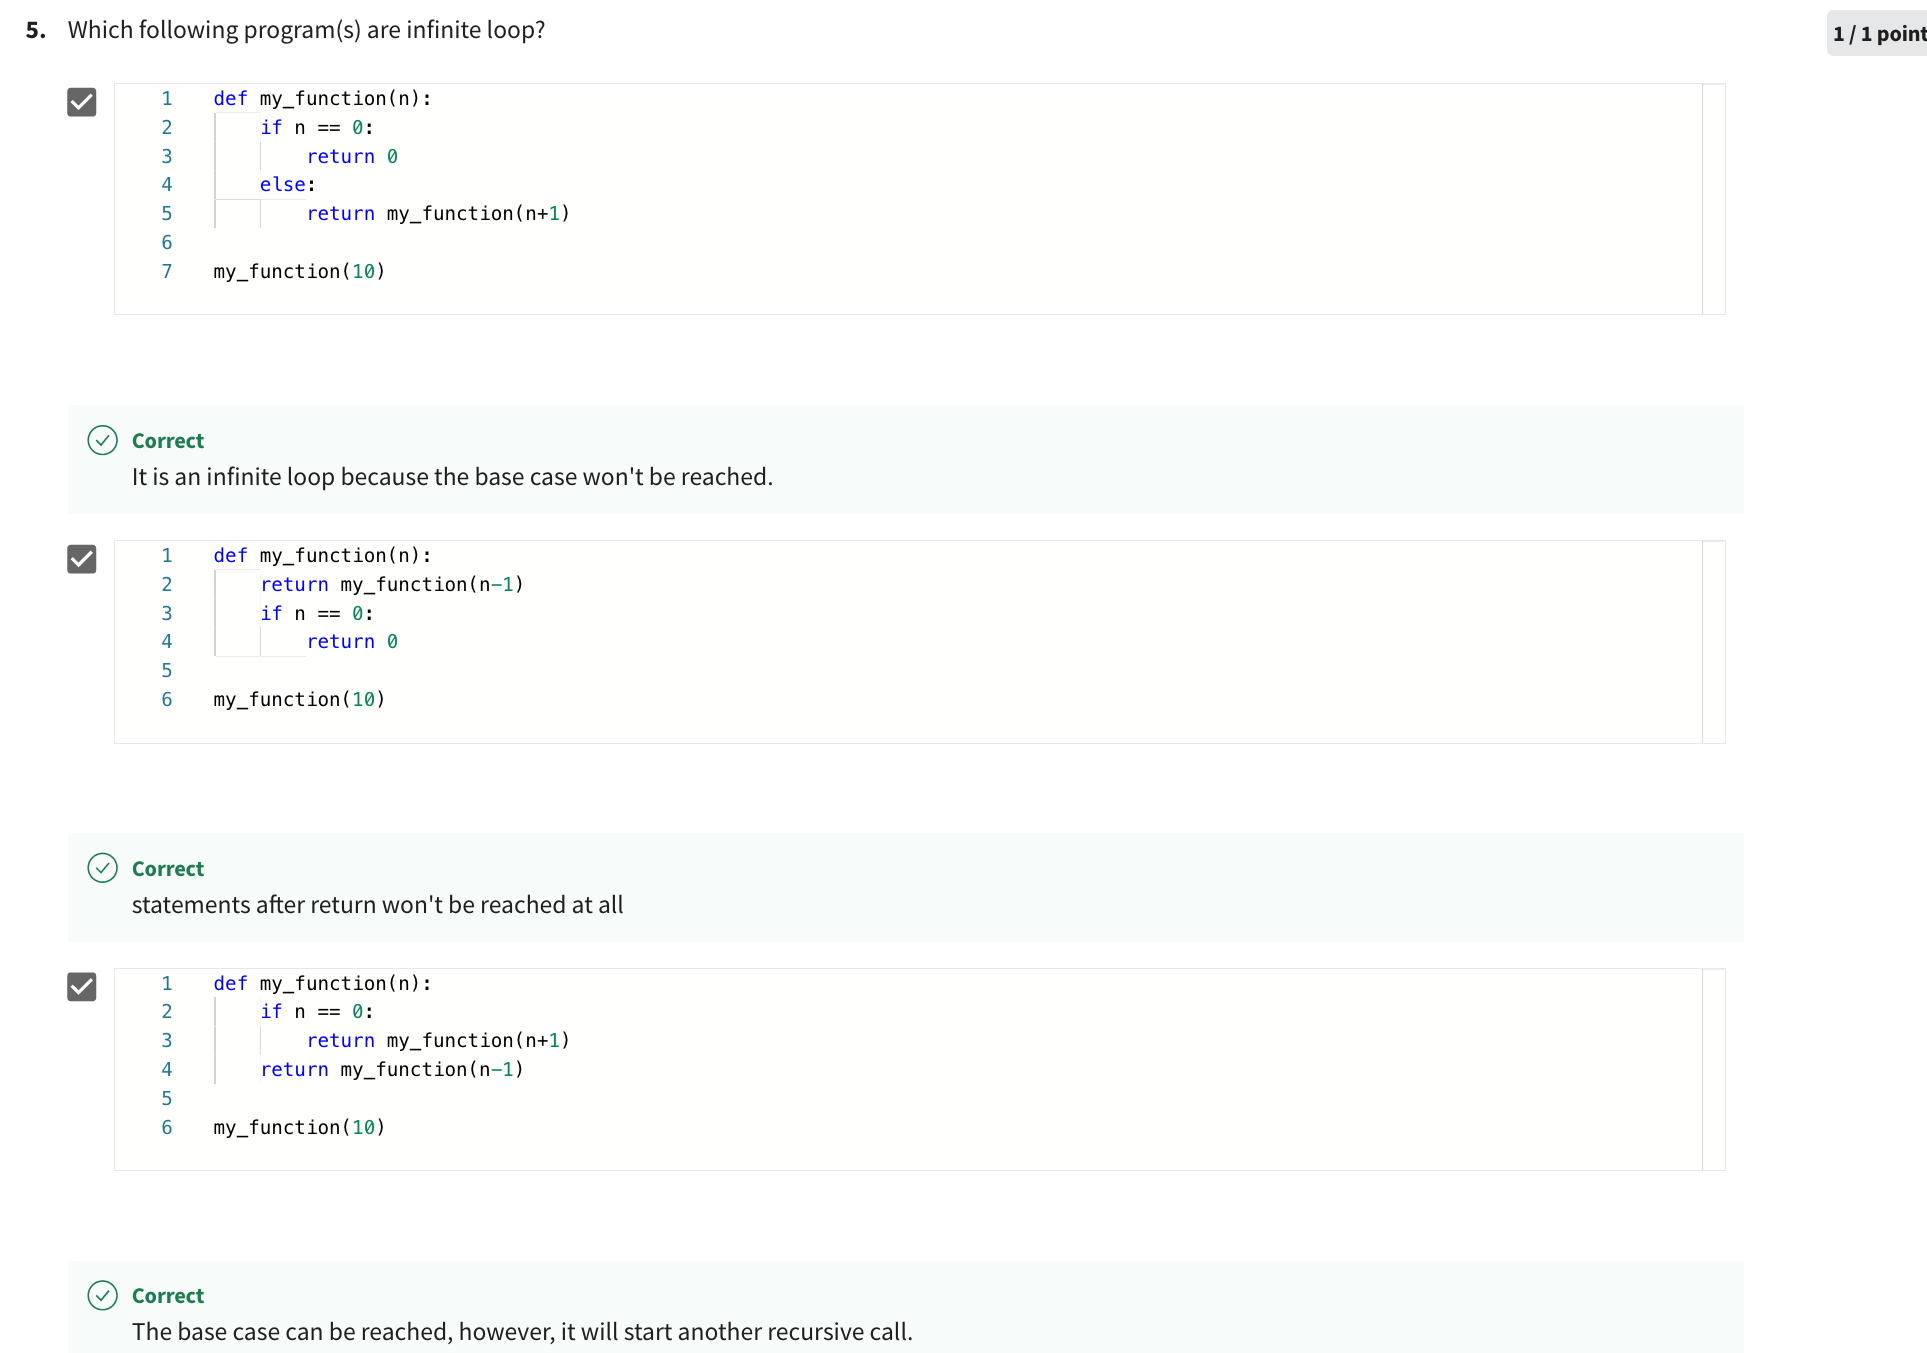 5. Which following program(s) are infinite loop?
1 / 1 point
1 def my_function(n):
2     if n == 0:
3         return 0
4     else:
5         return my_function(n+1)
6
7 my_function(10)
Correct
It is an infinite loop because the base case won't be reached.
1 def my_function(n):
2     return my_function(n-1)
3     if n == 0:
4         return 0
5
6 my_function(10)
Correct
statements after return won't be reached at all
1 def my_function(n):
2     if n == 0:
3         return my_function(n+1)
4     return my_function(n-1)
5
6 my_function(10)
Correct
The base case can be reached, however, it will start another recursive call.